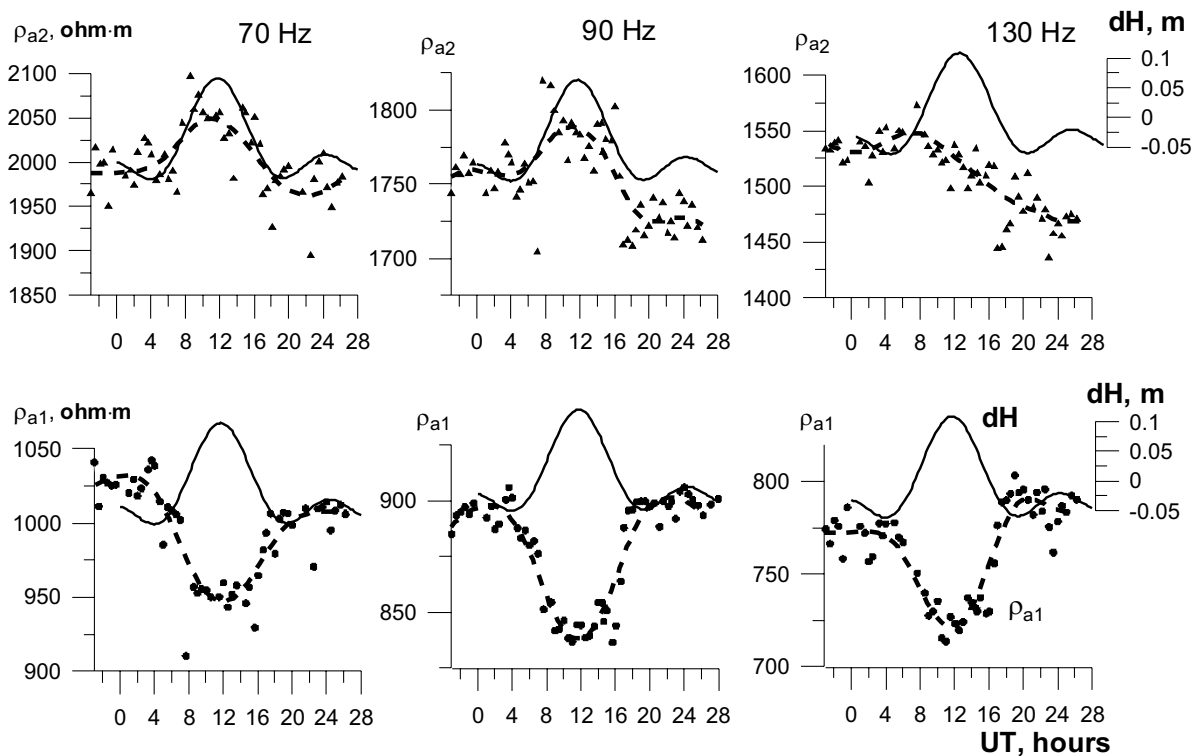 ρa2, ohm·m
70 Hz
90 Hz
130 Hz
dH, m
ρa2
ρa2
2100
2050
2000
1950
1900
1850
1800
1750
1700
1600
1550
1500
1450
1400
0.1
0.05
0
-0.05
0 4 8 12 16 20 24 28
0 4 8 12 16 20 24 28
0 4 8 12 16 20 24 28
ρa1, ohm·m
ρa1
ρa1
dH
dH, m
1050
1000
950
900
900
850
800
750
700
0.1
0.05
0
-0.05
ρa1
0 4 8 12 16 20 24 28
0 4 8 12 16 20 24 28
0 4 8 12 16 20 24 28
UT, hours